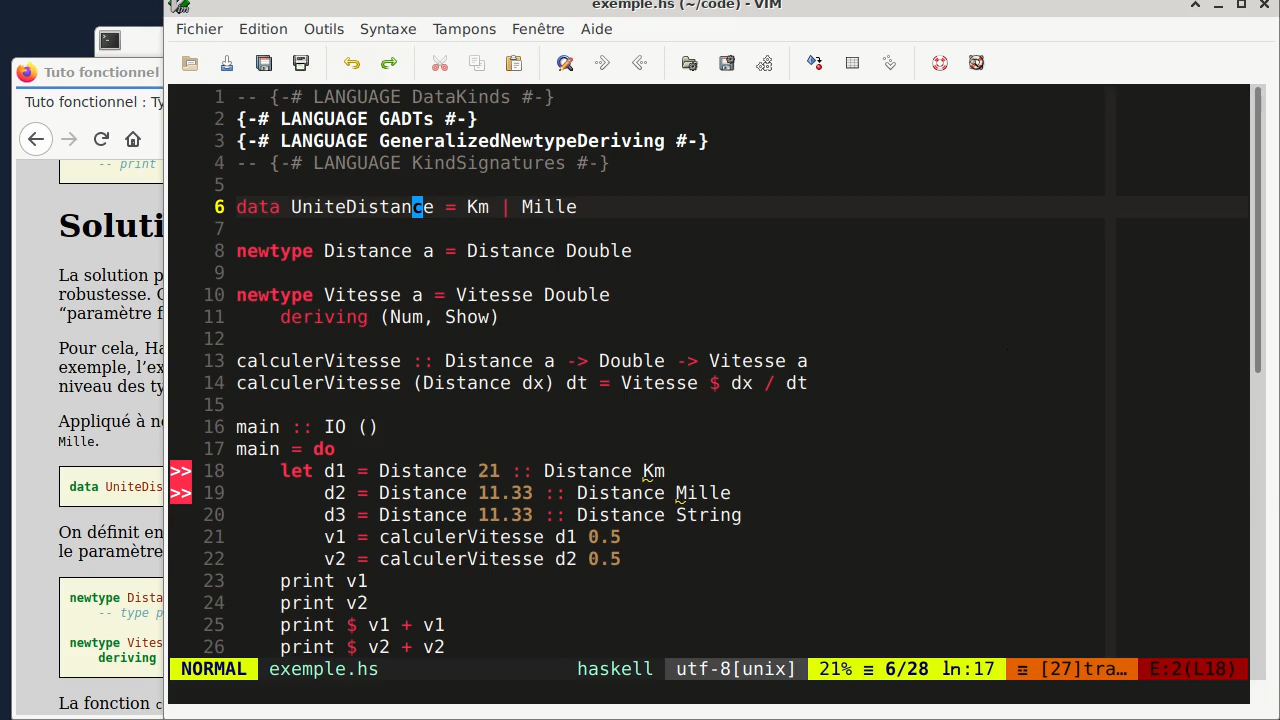 exemple.hs (~/code) - VIM
Fichier Edition Outils Syntaxe Tampons Fenêtre Aide
Tuto fonctionnel
Tuto fonctionnel : Ty
-- print
Soluti
La solution p
robustesse. C
“paramètre f
Pour cela, Ha
exemple, l’ex
niveau des ty
Appliqué à n
Mille.
data UniteDis
On définit en
le paramètre
newtype Dista
-- type p
newtype Vites
deriving
La fonction c
1 -- {-# LANGUAGE DataKinds #-}
2 {-# LANGUAGE GADTs #-}
3 {-# LANGUAGE GeneralizedNewtypeDeriving #-}
4 -- {-# LANGUAGE KindSignatures #-}
5
6 data UniteDistance = Km | Mille
7
8 newtype Distance a = Distance Double
9
10 newtype Vitesse a = Vitesse Double
11     deriving (Num, Show)
12
13 calculerVitesse :: Distance a -> Double -> Vitesse a
14 calculerVitesse (Distance dx) dt = Vitesse $ dx / dt
15
16 main :: IO ()
17 main = do
>> 18     let d1 = Distance 21 :: Distance Km
>> 19         d2 = Distance 11.33 :: Distance Mille
20         d3 = Distance 11.33 :: Distance String
21         v1 = calculerVitesse d1 0.5
22         v2 = calculerVitesse d2 0.5
23     print v1
24     print v2
25     print $ v1 + v1
26     print $ v2 + v2
NORMAL exemple.hs haskell utf-8[unix] 21% ≡ 6/28 ln:17 ☲ [27]tra… E:2(L18)